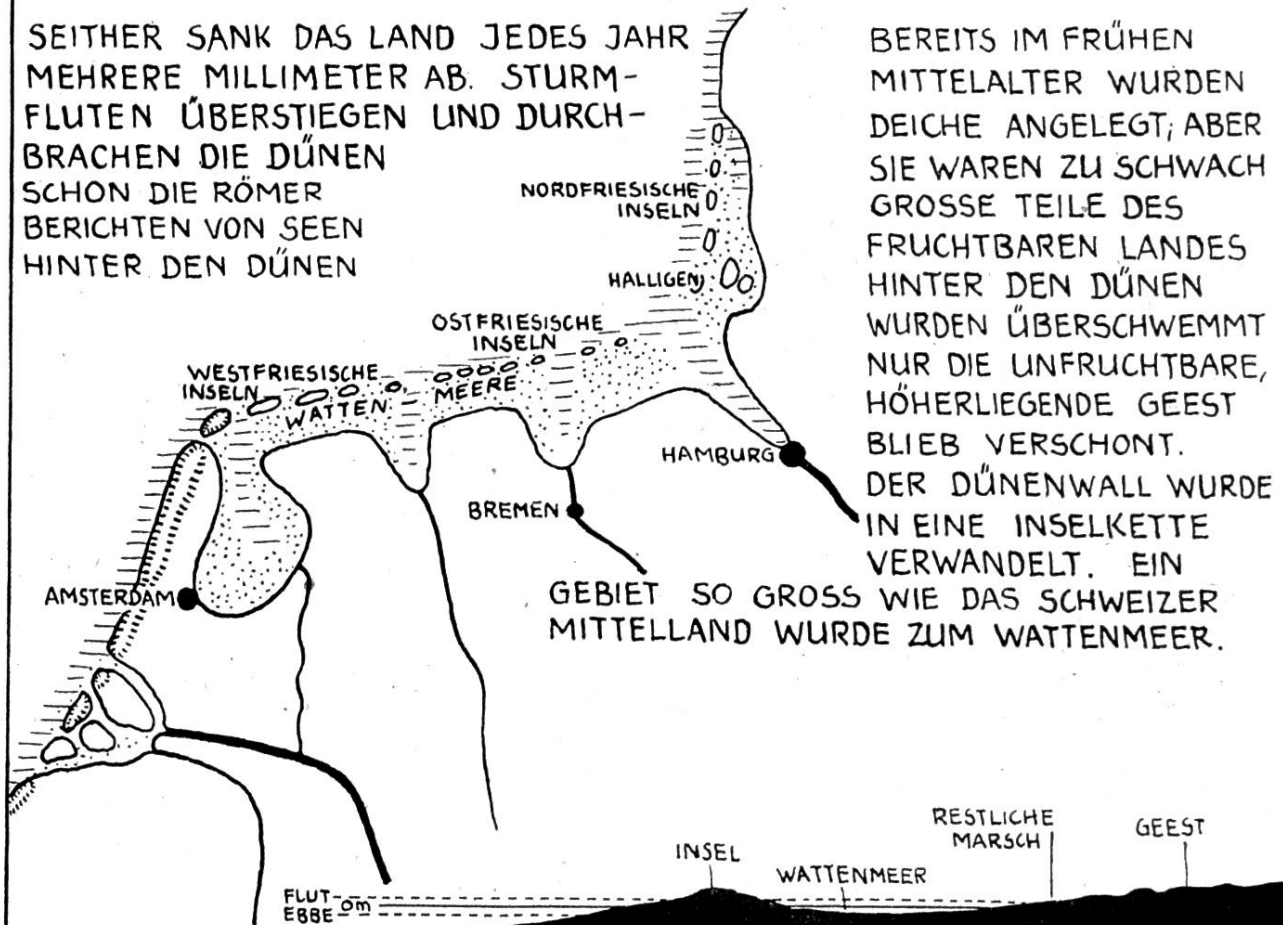 SEITHER SANK DAS LAND JEDES JAHR
MEHRERE MILLIMETER AB. STURM-
FLUTEN ÜBERSTIEGEN UND DURCH-
BRACHEN DIE DÜNEN
SCHON DIE RÖMER
BERICHTEN VON SEEN
HINTER DEN DÜNEN
BEREITS IM FRÜHEN
MITTELALTER WURDEN
DEICHE ANGELEGT; ABER
SIE WAREN ZU SCHWACH
GROSSE TEILE DES
FRUCHTBAREN LANDES
HINTER DEN DÜNEN
WURDEN ÜBERSCHWEMMT
NUR DIE UNFRUCHTBARE,
HÖHERLIEGENDE GEEST
BLIEB VERSCHONT.
DER DÜNENWALL WURDE
IN EINE INSELKETTE
VERWANDELT. EIN
GEBIET SO GROSS WIE DAS SCHWEIZER
MITTELLAND WURDE ZUM WATTENMEER.
NORDFRIESISCHE
INSELN
HALLIGEN
OSTFRIESISCHE
INSELN
WESTFRIESISCHE
INSELN
WATTEN MEERE
HAMBURG
BREMEN
AMSTERDAM
RESTLICHE
MARSCH
GEEST
INSEL
WATTENMEER
FLUT
0m
EBBE